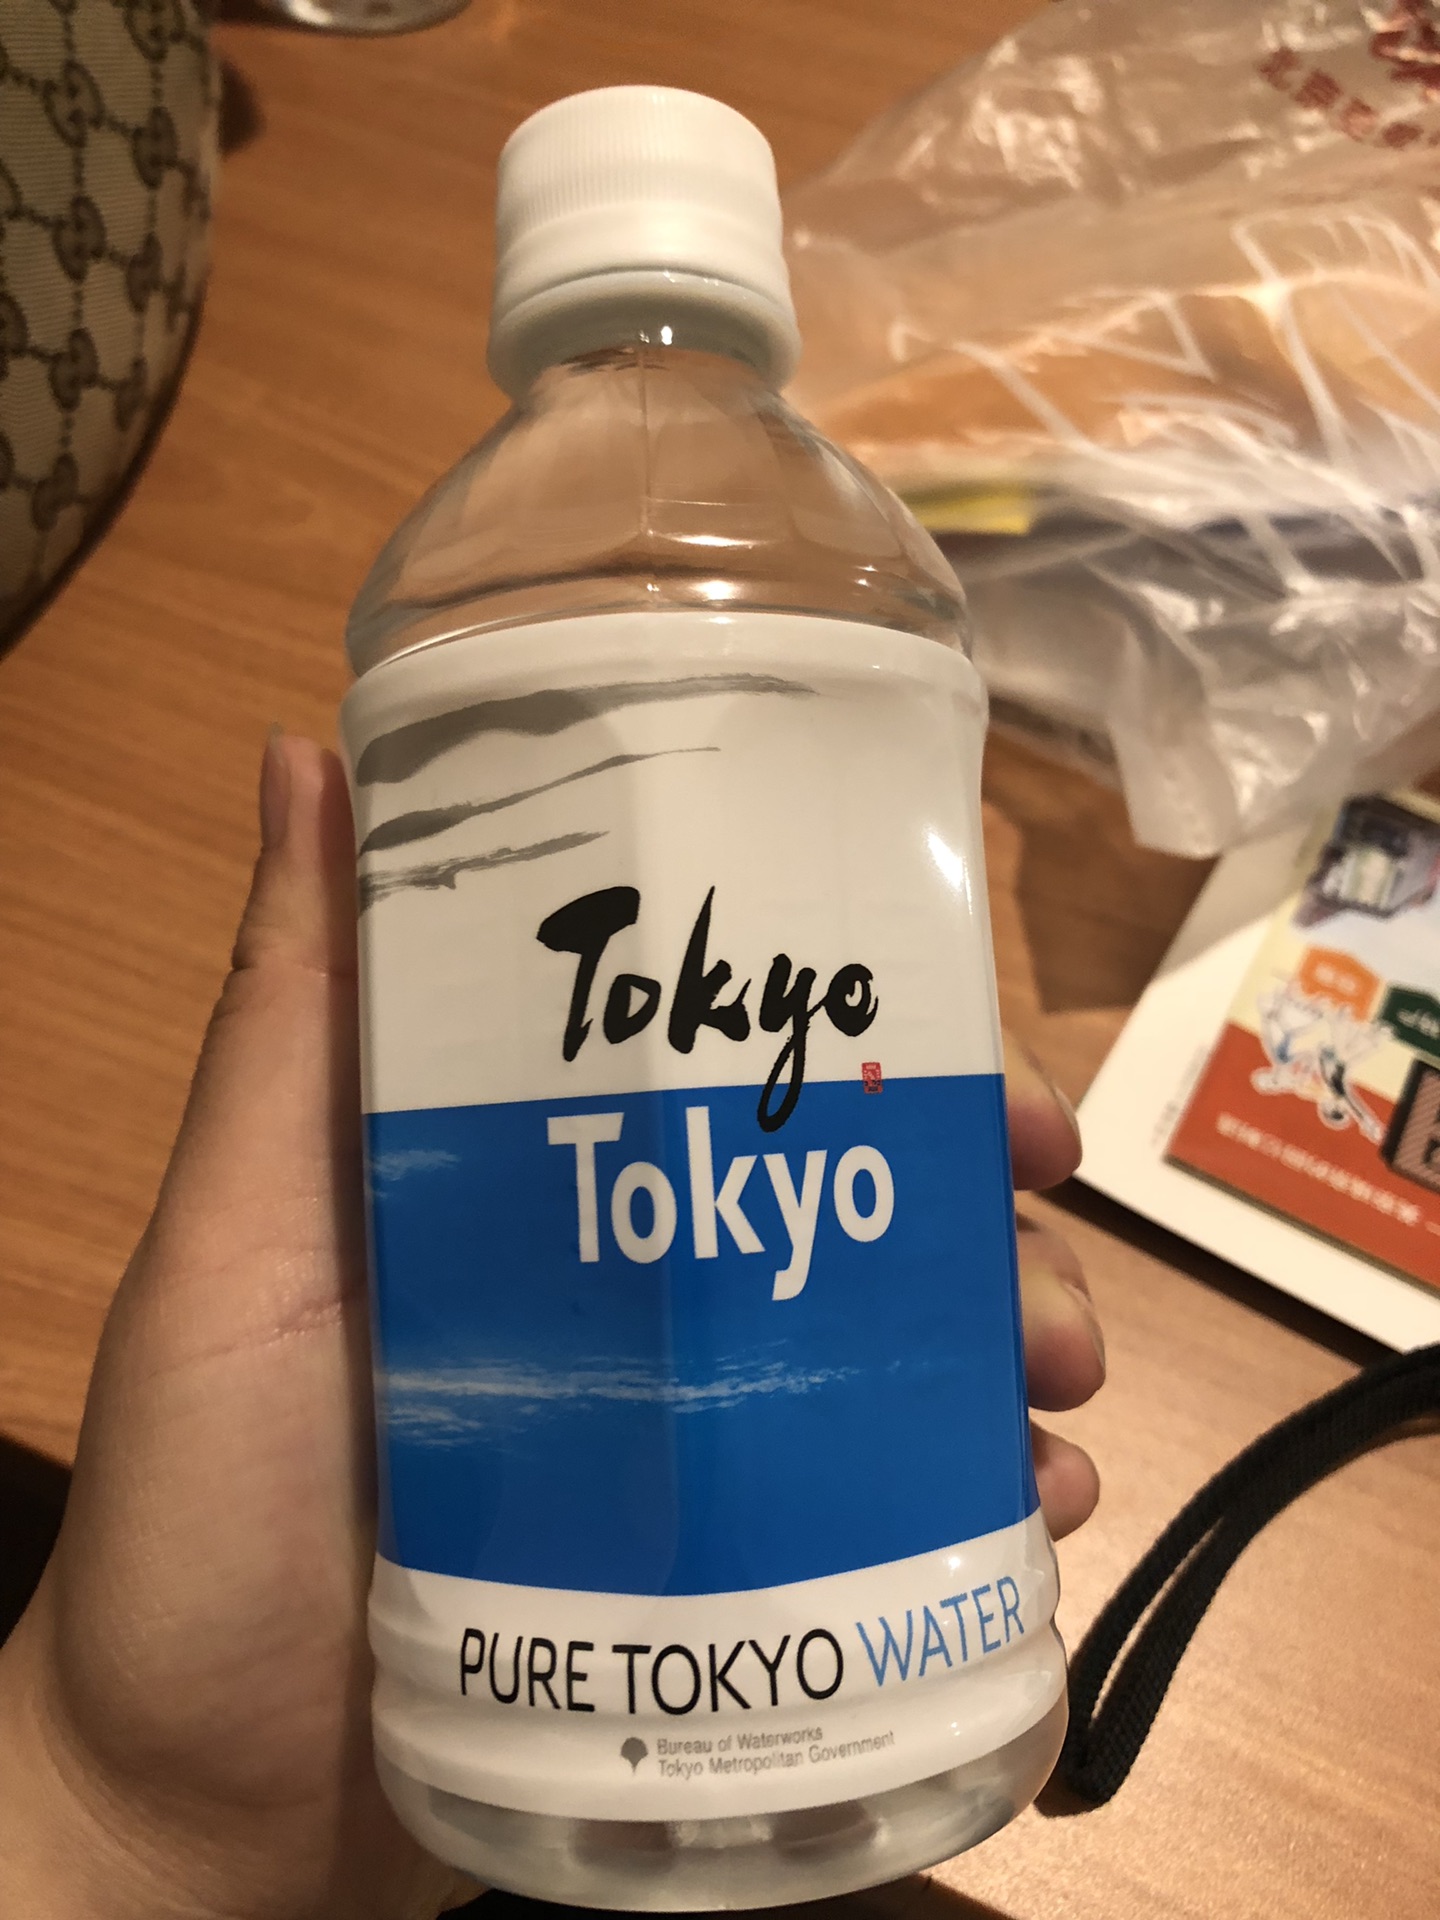 Tokyo
Tokyo
PURE TOKYO WATER
Bureau of Waterworks
Tokyo Metropolitan Government